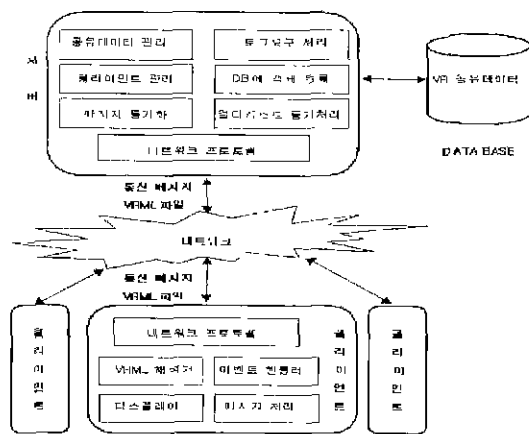 서버
공유데이터 관리
로그요구 처리
클라이언트 관리
DB에 객체 등록
메시지 동기화
멀티캐스트 동기처리
네트워크 프로토콜
VR 공유데이터
DATA BASE
통신 메세지
VRML 파일
네트워크
통신 메세지
VRML 파일
클라이언트
네트워크 프로토콜
VRML 해석기
이벤트 핸들러
디스플레이
메시지 처리
클라이언트
클라이언트